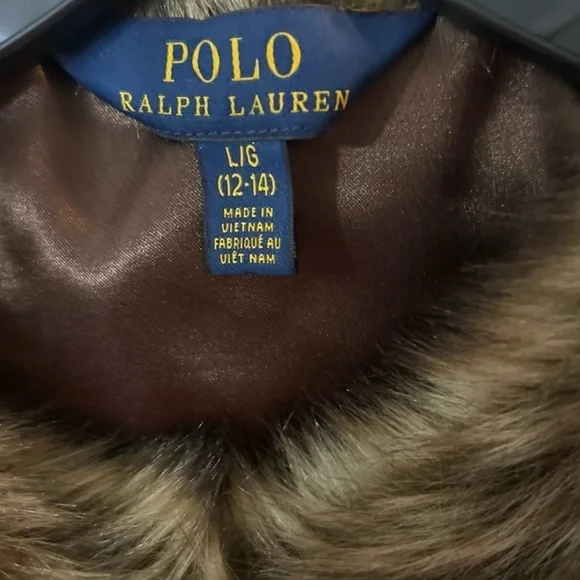 POLO
RALPH LAUREN
L/G
(12-14)
MADE IN
VIETNAM
FABRIQUÉ AU
VIÊT NAM